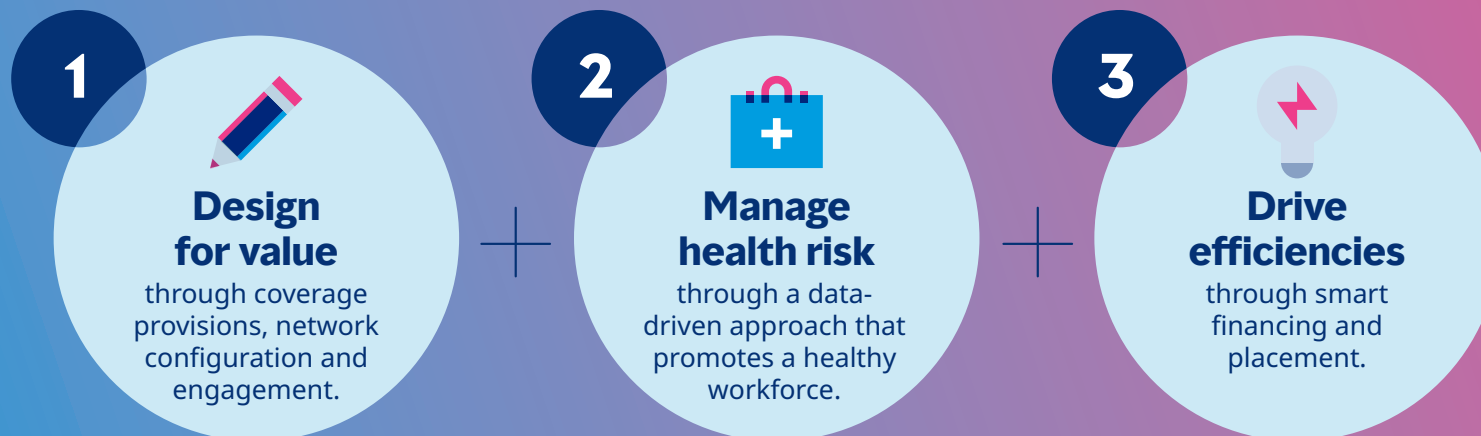 1
Design
for value
through coverage
provisions, network
configuration and
engagement.
2
Manage
health risk
through a data-
driven approach that
promotes a healthy
workforce.
3
Drive
efficiencies
through smart
financing and
placement.